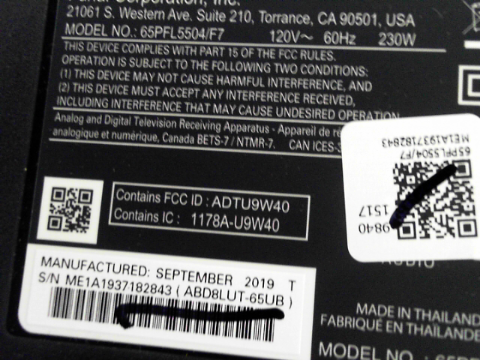 Corporation, Inc.
21061 S. Western Ave. Suite 210, Torrance, CA 90501, USA
MODEL NO.: 65PFL5504/F7 120V~ 60Hz 230W
THIS DEVICE COMPLIES WITH PART 15 OF THE FCC RULES.
OPERATION IS SUBJECT TO THE FOLLOWING TWO CONDITIONS:
(1) THIS DEVICE MAY NOT CAUSE HARMFUL INTERFERENCE, AND
(2) THIS DEVICE MUST ACCEPT ANY INTERFERENCE RECEIVED,
INCLUDING INTERFERENCE THAT MAY CAUSE UNDESIRED OPERATION
Analog and Digital Television Receiving Apparatus - Appareil de
analogique et numérique, Canada BETS-7 / NTMR-7. CAN ICES-3
65PFL5504/F7
ME1A1937182843
9840
1517
Contains FCC ID : ADTU9W40
Contains IC : 1178A-U9W40
MANUFACTURED: SEPTEMBER 2019 T
S/N ME1A1937182843 ( ABD8LUT-65UB )
MADE IN THAILAND
FABRIQUÉ EN THAÏLANDE
MODEL NO.